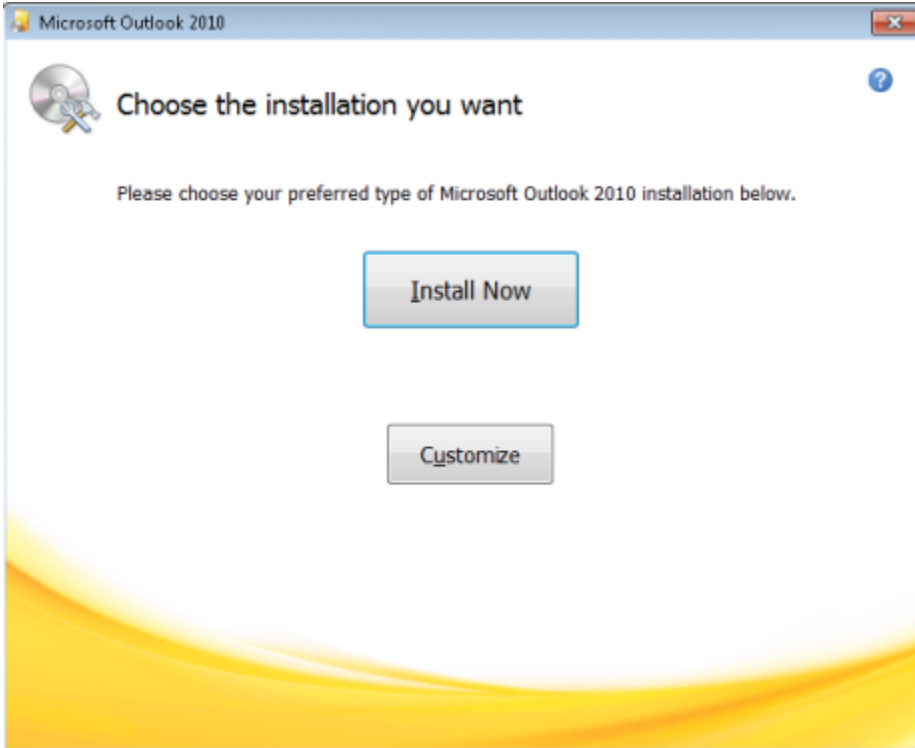 Microsoft Outlook 2010
Choose the installation you want
Please choose your preferred type of Microsoft Outlook 2010 installation below.
Install Now
Customize